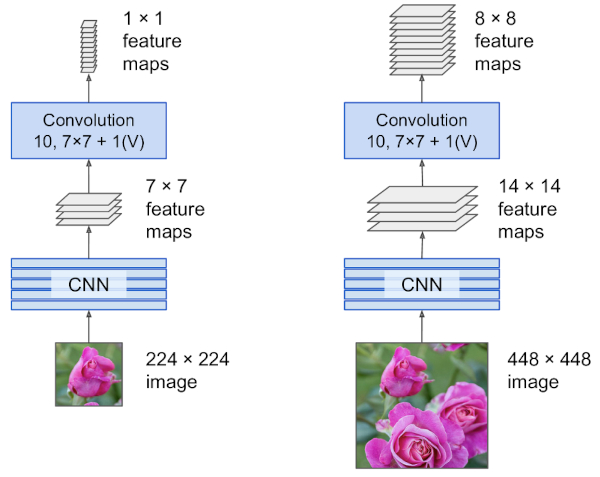 1 × 1
feature
maps
Convolution
10, 7×7 + 1(V)
7 × 7
feature
maps
CNN
224 × 224
image
8 × 8
feature
maps
Convolution
10, 7×7 + 1(V)
14 × 14
feature
maps
CNN
448 × 448
image